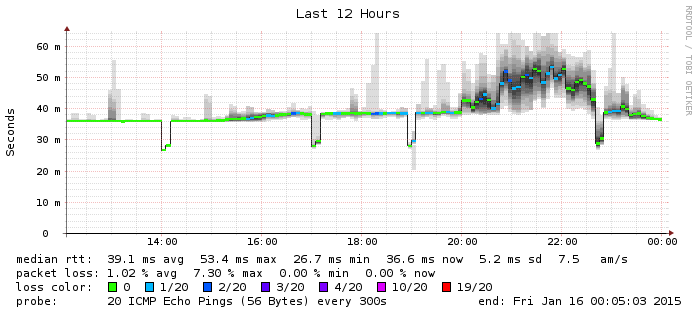 Last 12 Hours
RRDTOOL / TOBI OETIKER
Seconds
60 m
50 m
40 m
30 m
20 m
10 m
0
14:00 16:00 18:00 20:00 22:00 00:00
median rtt: 39.1 ms avg 53.4 ms max 26.7 ms min 36.6 ms now 5.2 ms sd 7.5 am/s
packet loss: 1.02 % avg 7.30 % max 0.00 % min 0.00 % now
loss color: 0 1/20 2/20 3/20 4/20 10/20 19/20
probe: 20 ICMP Echo Pings (56 Bytes) every 300s end: Fri Jan 16 00:05:03 2015